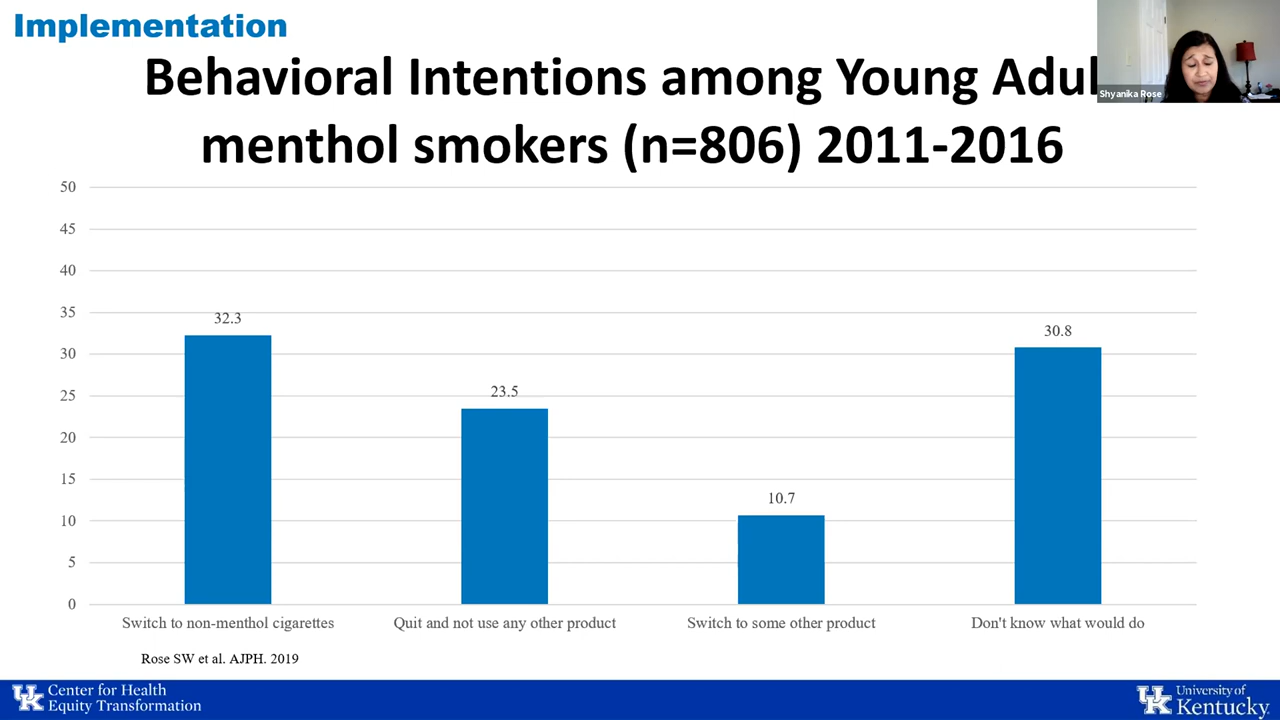 Implementation
Behavioral Intentions among Young
menthol smokers (n=806) 2011-2016
Shyanika Rose
50
45
40
35
30
25
20
15
10
5
0
32.3
23.5
10.7
30.8
Switch to non-menthol cigarettes
Quit and not use any other product
Switch to some other product
Don't know what would do
Rose SW et al. AJPH. 2019
UK Center for Health
Equity Transformation
UK University of
Kentucky